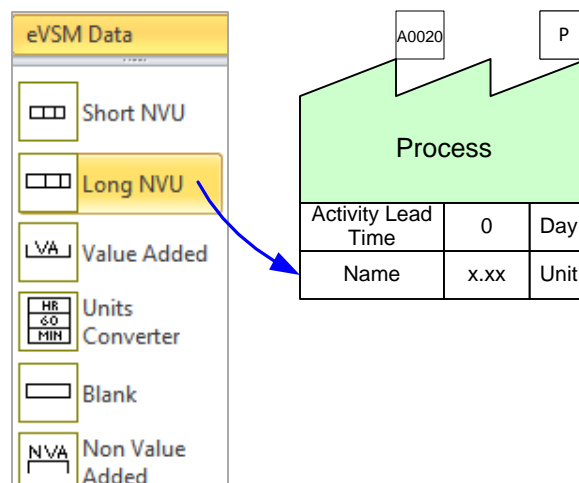 eVSM Data
Short NVU
Long NVU
VA
Value Added
HR
60
MIN
Units
Converter
Blank
NVA
Non Value
Added
A0020
P
Process
Activity Lead
Time
0
Day
Name
x.xx
Unit